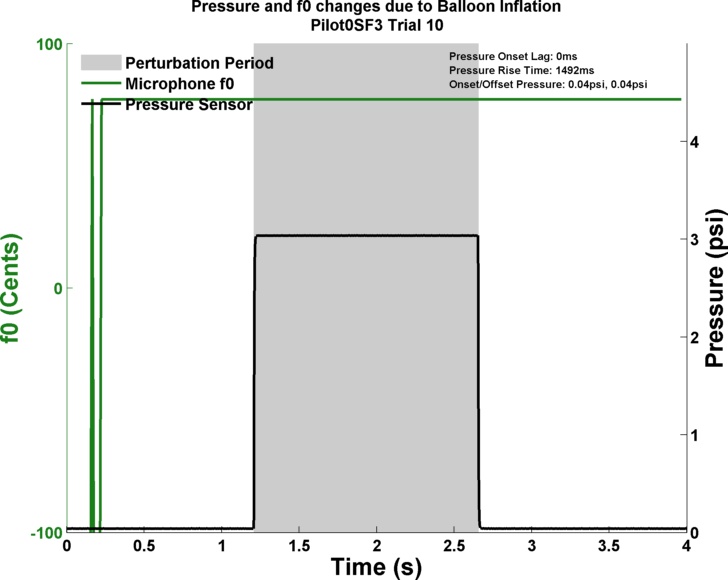 Pressure and f0 changes due to Balloon Inflation
Pilot0SF3 Trial 10
Perturbation Period
Microphone f0
Pressure Sensor
Pressure Onset Lag: 0ms
Pressure Rise Time: 1492ms
Onset/Offset Pressure: 0.04psi, 0.04psi
f0 (Cents)
100
0
-100
Pressure (psi)
4
3
2
1
0
0 0.5 1 1.5 2 2.5 3 3.5 4
Time (s)